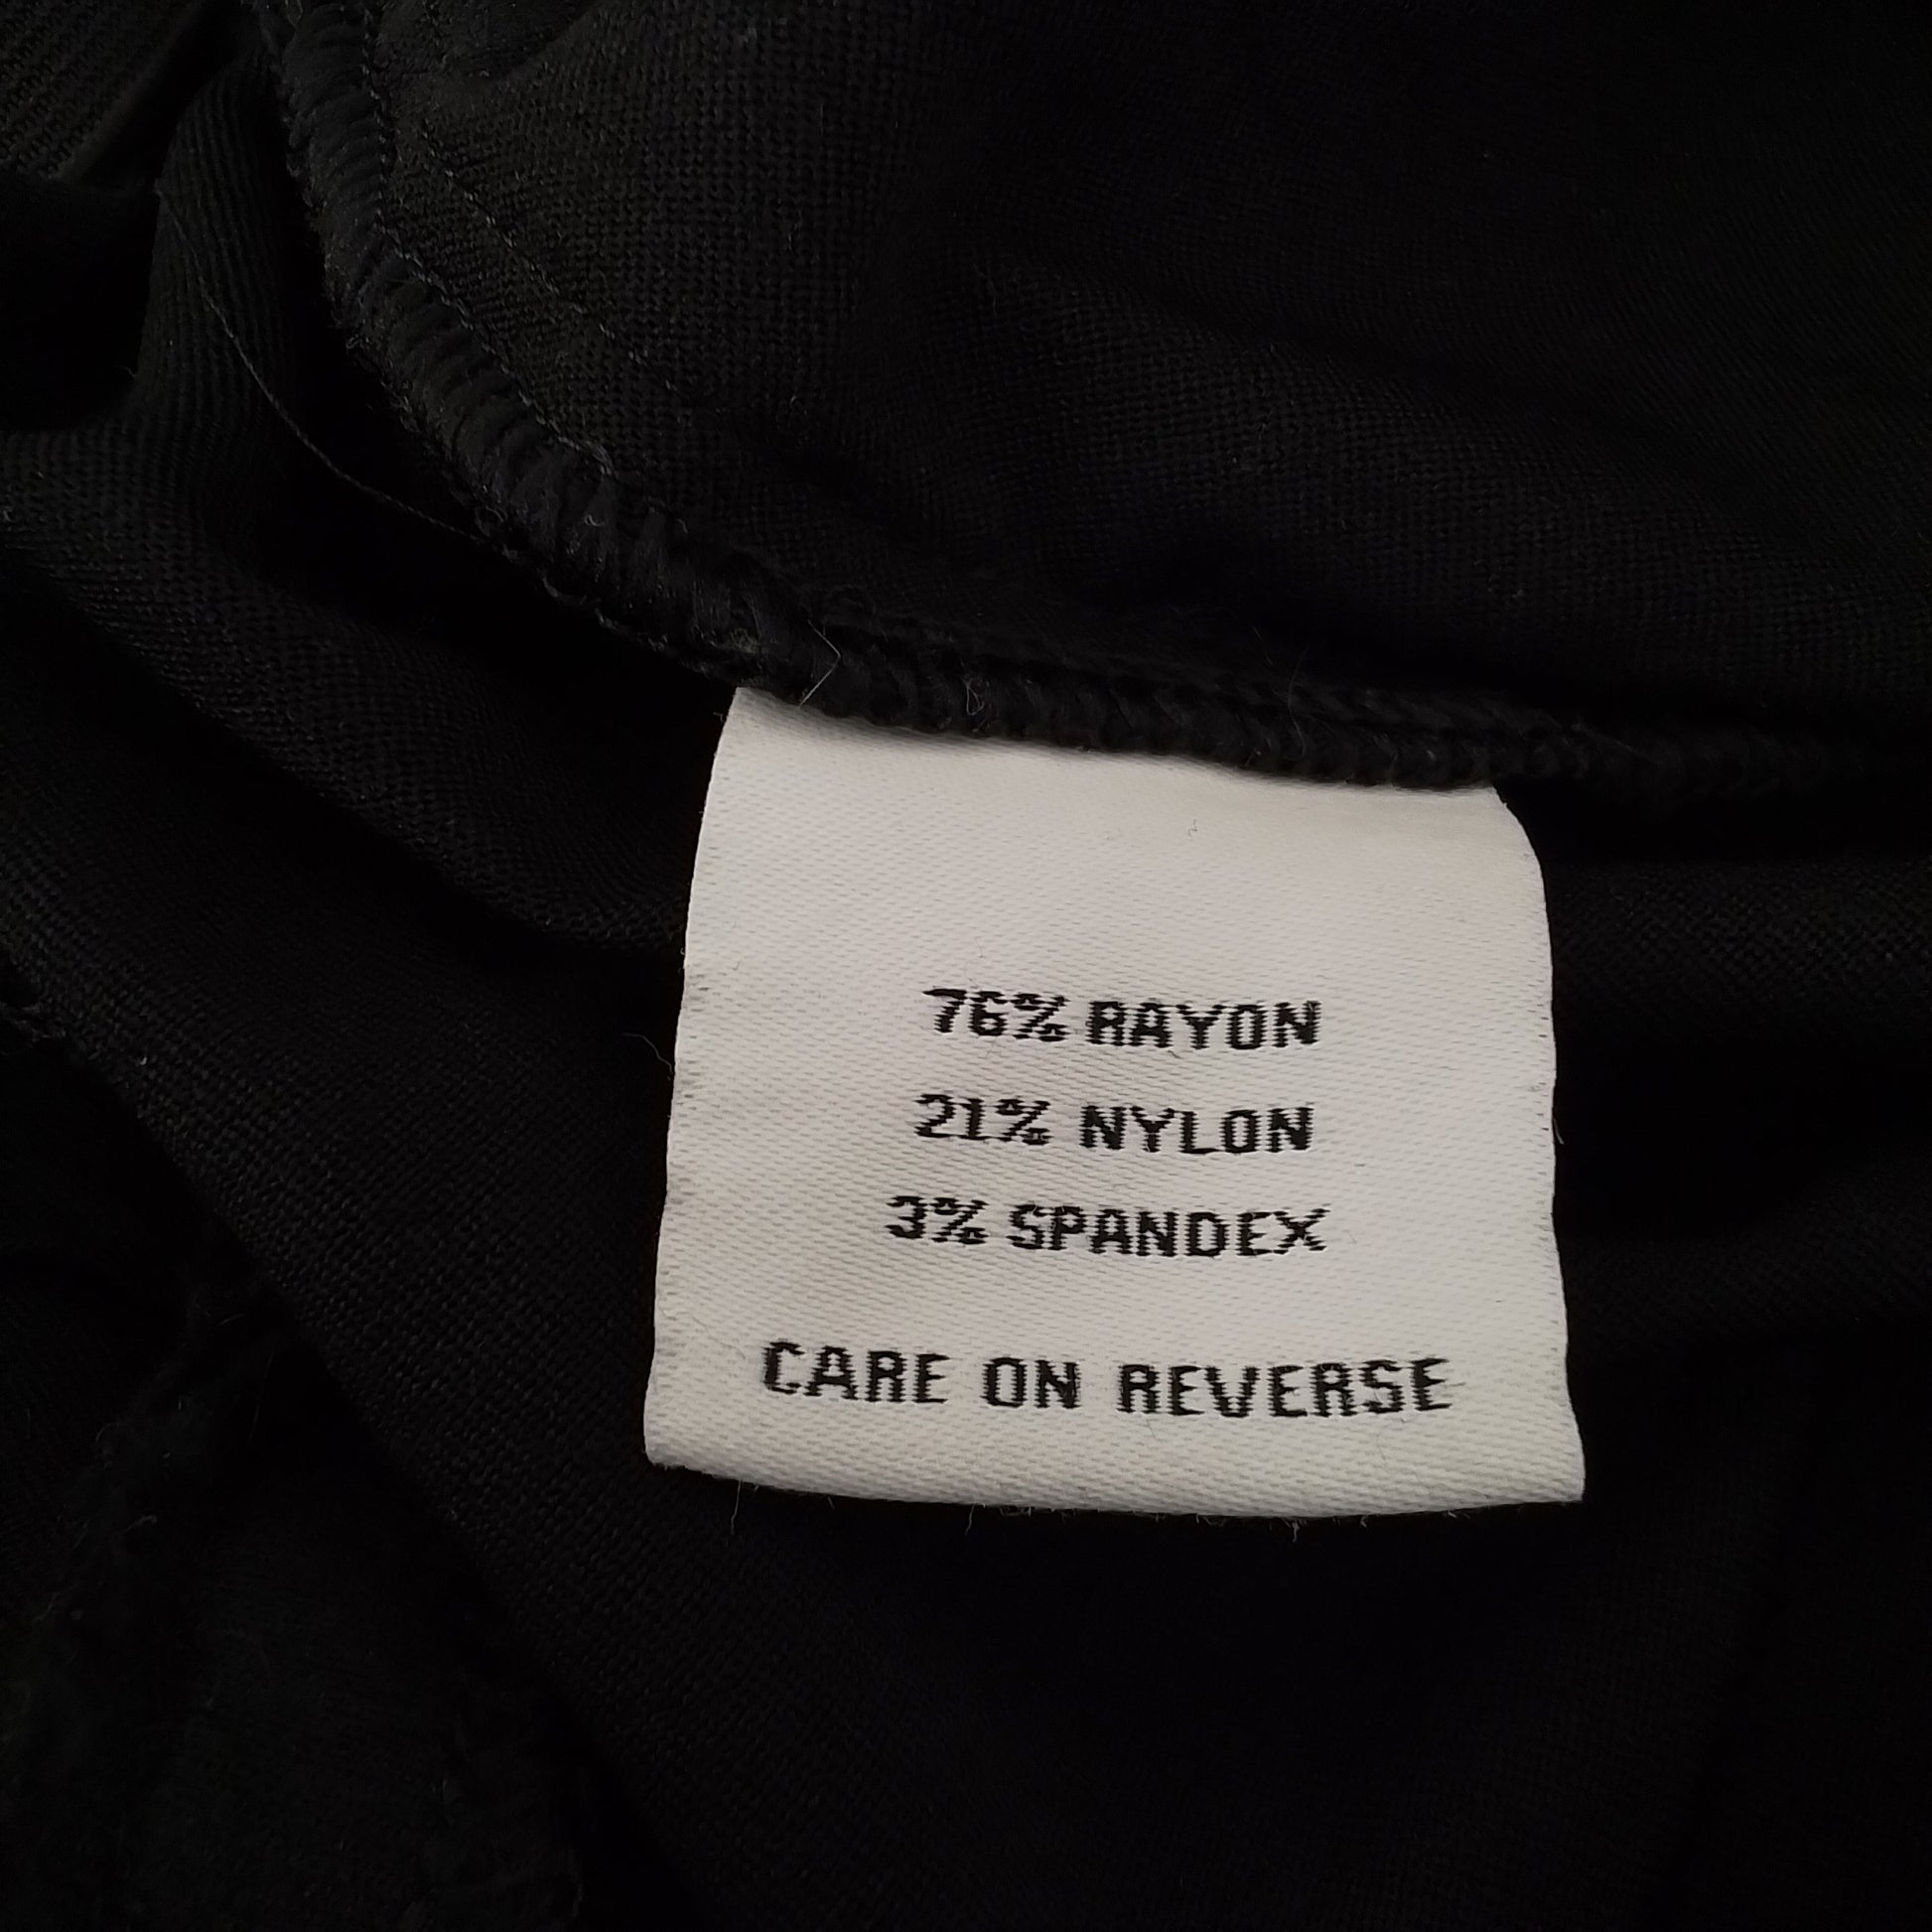 76% RAYON
21% NYLON
3% SPANDEX
CARE ON REVERSE